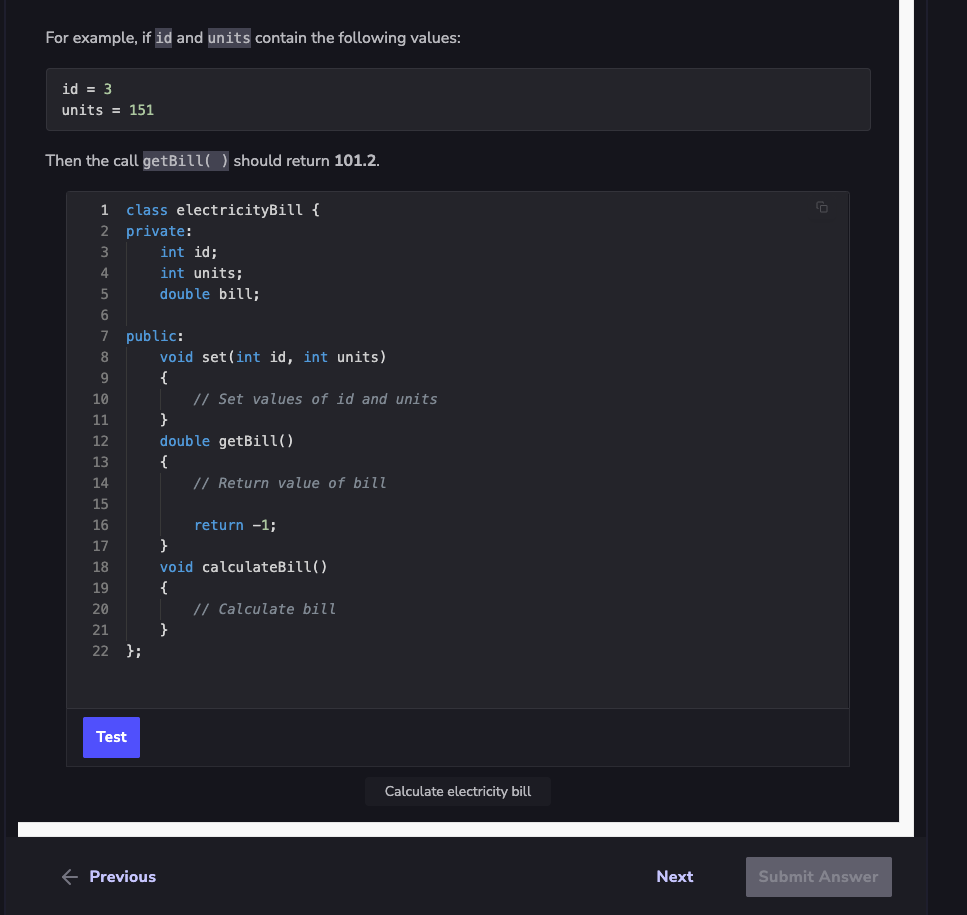 For example, if id and units contain the following values:
id = 3
units = 151
Then the call getBill( ) should return 101.2.
1 class electricityBill {
2 private:
3 int id;
4 int units;
5 double bill;
6
7 public:
8 void set(int id, int units)
9 {
10 // Set values of id and units
11 }
12 double getBill()
13 {
14 // Return value of bill
15
16 return -1;
17 }
18 void calculateBill()
19 {
20 // Calculate bill
21 }
22 };
Test
Calculate electricity bill
← Previous
Next
Submit Answer